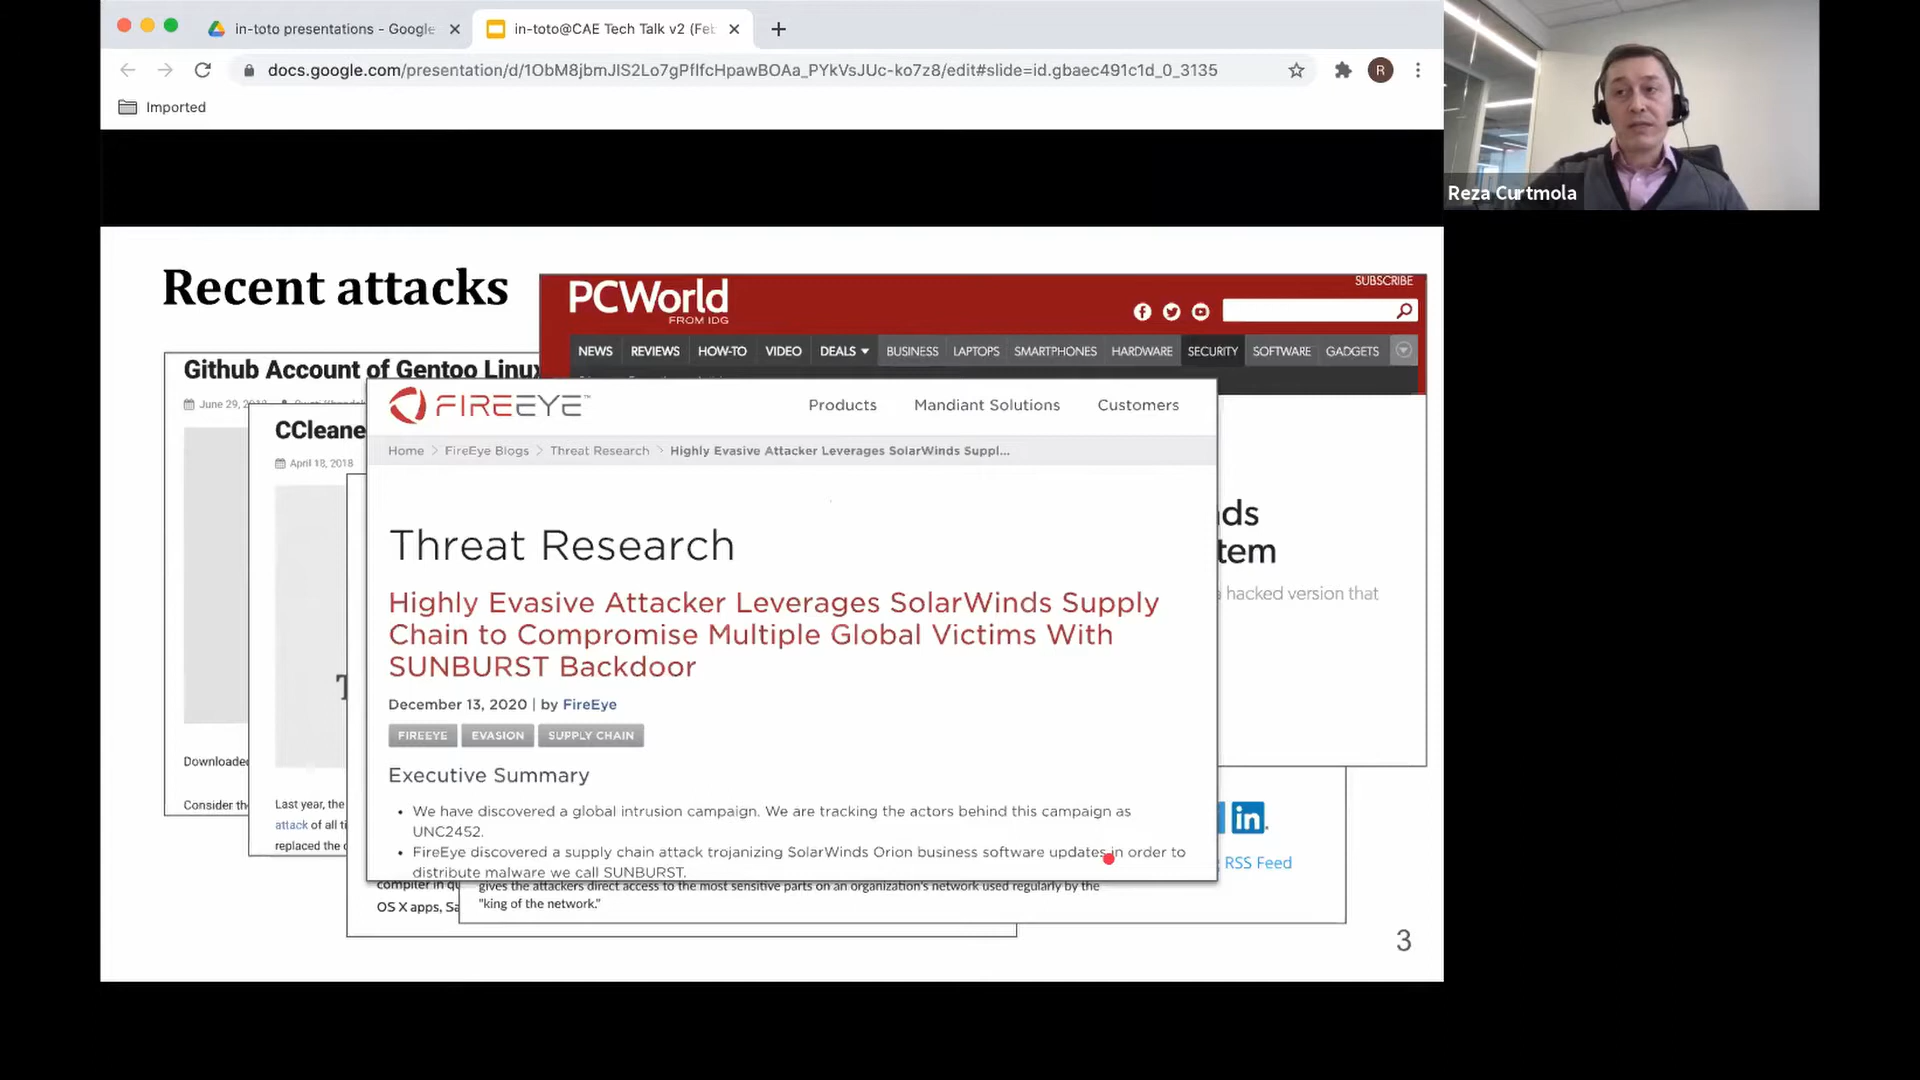 in-toto presentations - Google
in-toto@CAE Tech Talk v2 (Feb
docs.google.com/presentation/d/1ObM8jbmJIS2Lo7gPfIfcHpawBOAa_PYkVsJUc-ko7z8/edit#slide=id.gbaec491c1d_0_3135
R
Imported
Reza Curtmola
Recent attacks
SUBSCRIBE
PCWorld
FROM IDG
NEWS REVIEWS HOW-TO VIDEO DEALS BUSINESS LAPTOPS SMARTPHONES HARDWARE SECURITY SOFTWARE GADGETS
Github Account of Gentoo Linux
June 29,
CCleane
April 18, 2018
FIREEYE™
Products Mandiant Solutions Customers
Home > FireEye Blogs > Threat Research > Highly Evasive Attacker Leverages SolarWinds Suppl...
Threat Research
Highly Evasive Attacker Leverages SolarWinds Supply
Chain to Compromise Multiple Global Victims With
SUNBURST Backdoor
December 13, 2020 | by FireEye
FIREEYE EVASION SUPPLY CHAIN
Executive Summary
• We have discovered a global intrusion campaign. We are tracking the actors behind this campaign as
UNC2452.
• FireEye discovered a supply chain attack trojanizing SolarWinds Orion business software updates in order to
distribute malware we call SUNBURST.
ds
tem
hacked version that
Downloaded
Consider th
T
Last year, the
attack of all ti
replaced the c
in
RSS Feed
compiler in qu
OS X apps, Sa
gives the attackers direct access to the most sensitive parts on an organization's network used regularly by the
"king of the network."
3